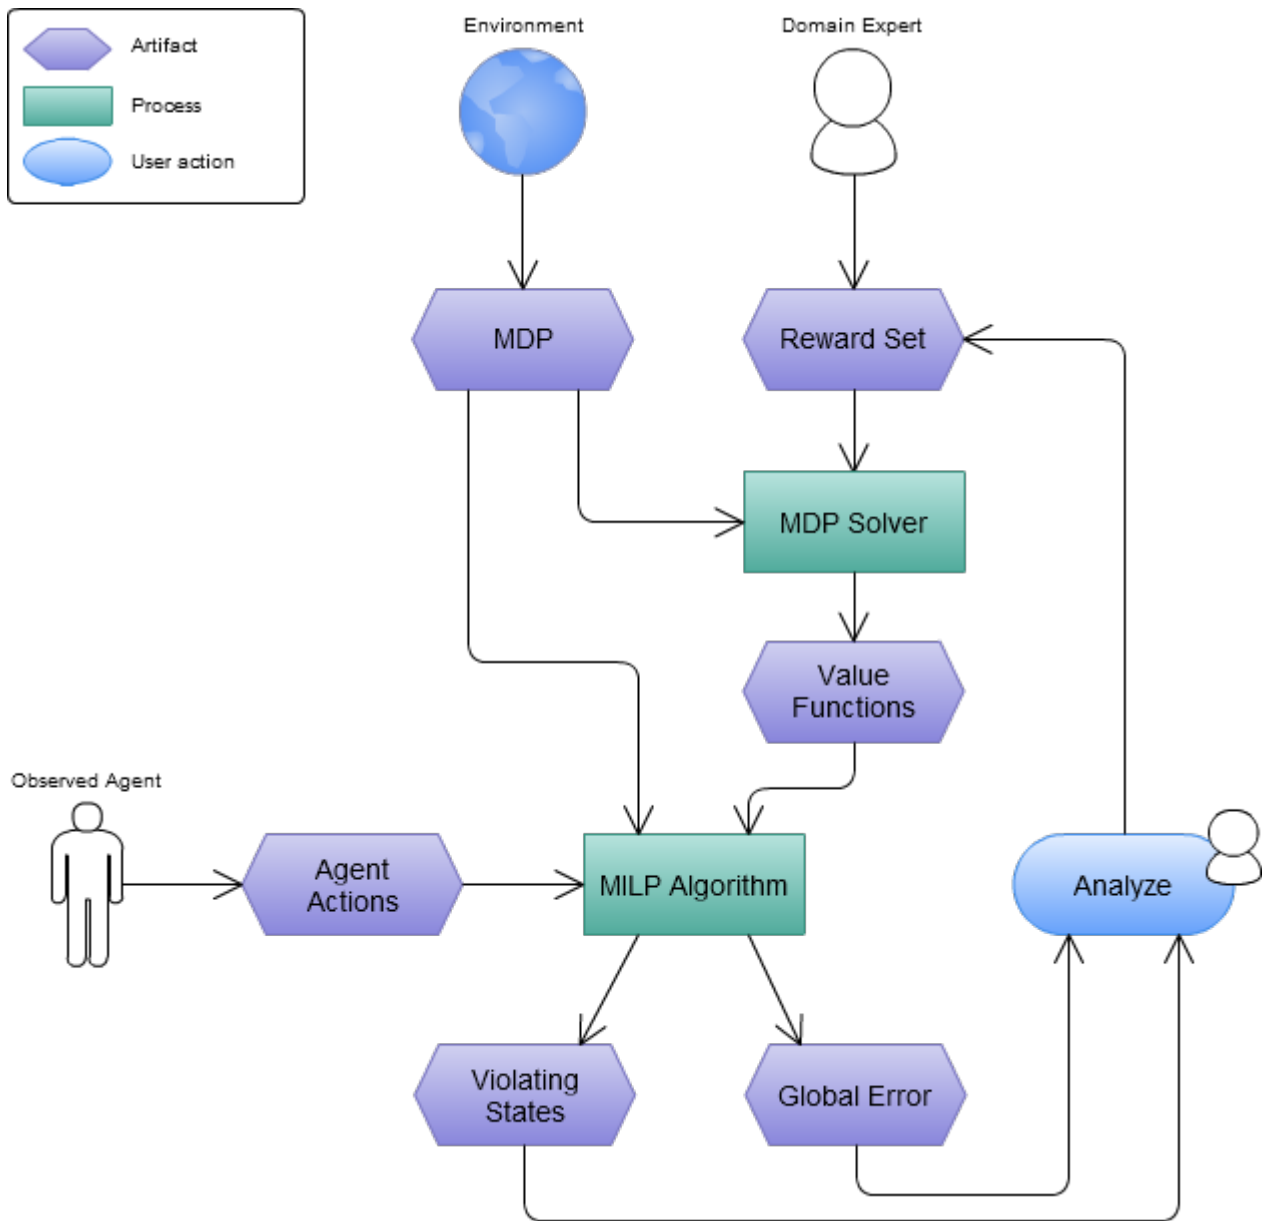 Artifact
Process
User action
Environment
Domain Expert
MDP
Reward Set
MDP Solver
Value
Functions
Observed Agent
Agent
Actions
MILP Algorithm
Analyze
Violating
States
Global Error